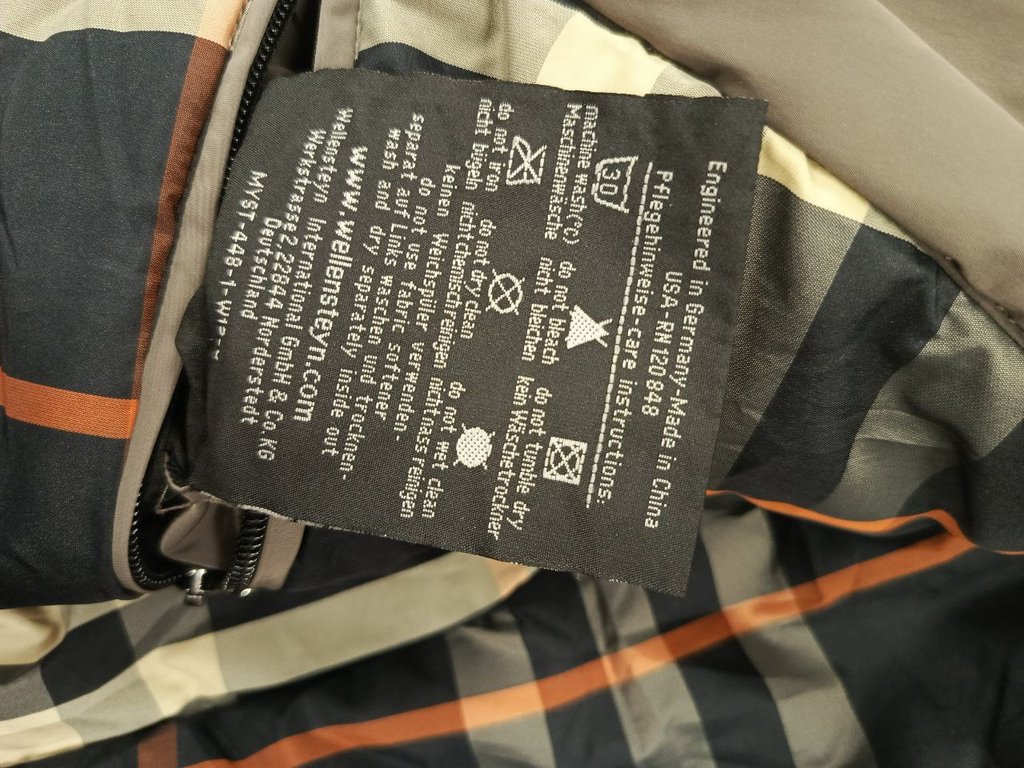 Engineered in Germany-Made in China
USA-RN 120848
Pflegehinweise-care instructions:
30
machine wash(30°C)
Maschinenwäsche
do not bleach
nicht bleichen
do not tumble dry
kein Wäschetrockner
do not iron
nicht bügeln
do not dry clean
nicht chemisch reinigen
do not wet clean
nicht nass reinigen
keinen Weichspüler verwenden-
do not use fabric softener
separat auf Links waschen und trocknen-
wash and dry separately inside out
www.wellensteyn.com
Wellensteyn International GmbH & Co. KG
Werkstrasse 2, 22844 Norderstedt
Deutschland
MYST-448-1-